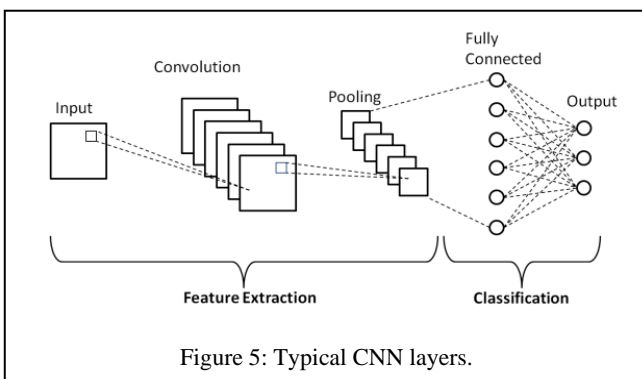 Fully
Connected
Convolution
Pooling
Input
Output
Feature Extraction
Classification
Figure 5: Typical CNN layers.